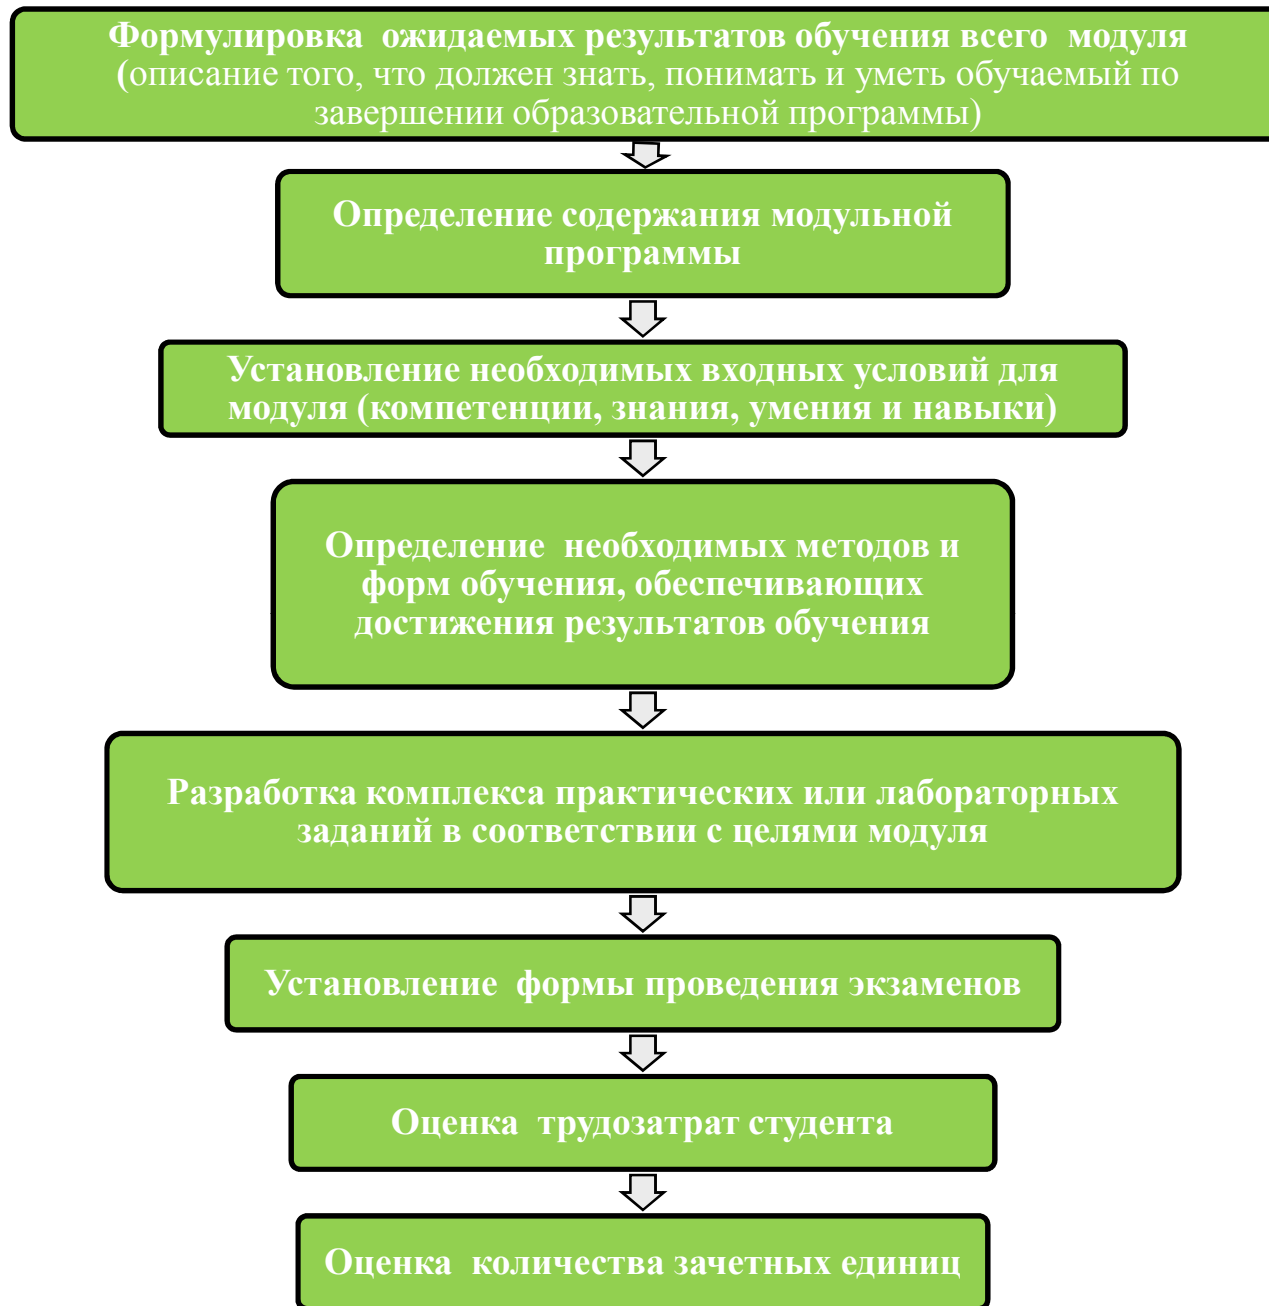 Формулировка  ожидаемых результатов обучения всего  модуля
(описание того, что должен знать, понимать и уметь обучаемый по
завершении образовательной программы)
Определение содержания модульной
программы
Установление необходимых входных условий для
модуля (компетенции, знания, умения и навыки)
Определение  необходимых методов и
форм обучения, обеспечивающих
достижения результатов обучения
Разработка комплекса практических или лабораторных
заданий в соответствии с целями модуля
Установление  формы проведения экзаменов
Оценка  трудозатрат студента
Оценка  количества зачетных единиц